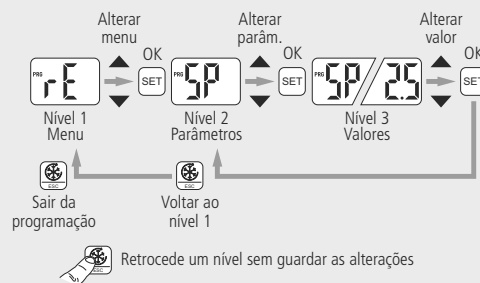 Alterar
menu
Alterar
parâm.
Alterar
valor
OK
OK
OK
PRG
rE
SET
PRG
SP
SET
PRG
SP/2.5
SET
Nível 1
Menu
Nível 2
Parâmetros
Nível 3
Valores
ESC
ESC
Sair da
programação
Voltar ao
nível 1
ESC
Retrocede um nível sem guardar as alterações